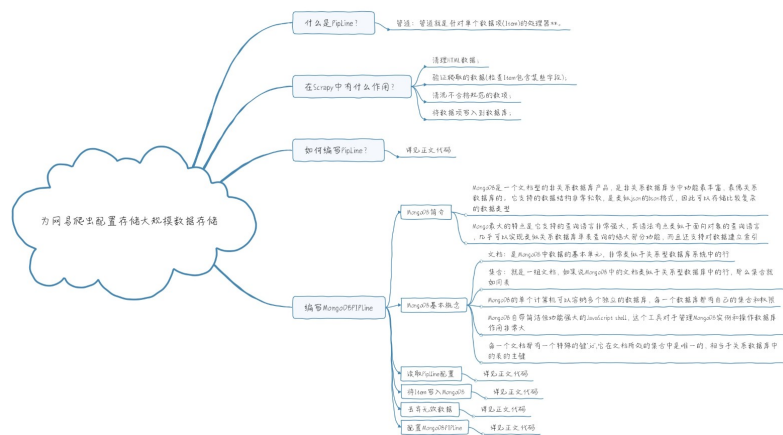 什么是PipLine!
管道: 管道就是针对单个数据项(Item)的处理器**。
在Scrapy中有什么作用!
清理HTML数据;
验证爬取的数据(检查Item包含某些字段);
清洗不合格规范的数据;
将数据项写入到数据库;
如何编写PipLine!
详见正文代码
为网易爬虫配置存储大规模数据存储
编写MongoDBPIPLine
MongoDB简介
MongoDB是一个文档型的非关系数据库产品, 是非关系数据库当中功能最丰富, 最像关系
数据库的。它支持的数据结构非常松散, 是类似json的bson格式, 因此可以存储比较复杂
的数据类型
Mongo最大的特点是它支持的查询语言非常强大, 其语法有点类似于面向对象的查询语言
, 几乎可以实现类似关系数据库单表查询的绝大部分功能, 而且还支持对数据建立索引
MongoDB基本概念
文档: 是MongoDB中数据的基本单元, 非常类似于关系型数据库系统中的行
集合: 就是一组文档, 如果说MongoDB中的文档类似于关系型数据库中的行, 那么集合就
如同表
MongoDB的单个计算机可以容纳多个独立的数据库, 每一个数据库都有自己的集合和权限
MongoDB自带简洁但功能强大的JavaScript shell, 这个工具对于管理MongoDB实例和操作数据库
作用非常大
每一个文档都有一个特殊的键"_id", 它在文档所处的集合中是唯一的, 相当于关系数据库中
的表的主键
读取PipLine配置
详见正文代码
将Item写入MongoDB
详见正文代码
丢弃无效数据
详见正文代码
配置MongoDBPIPLine
详见正文代码